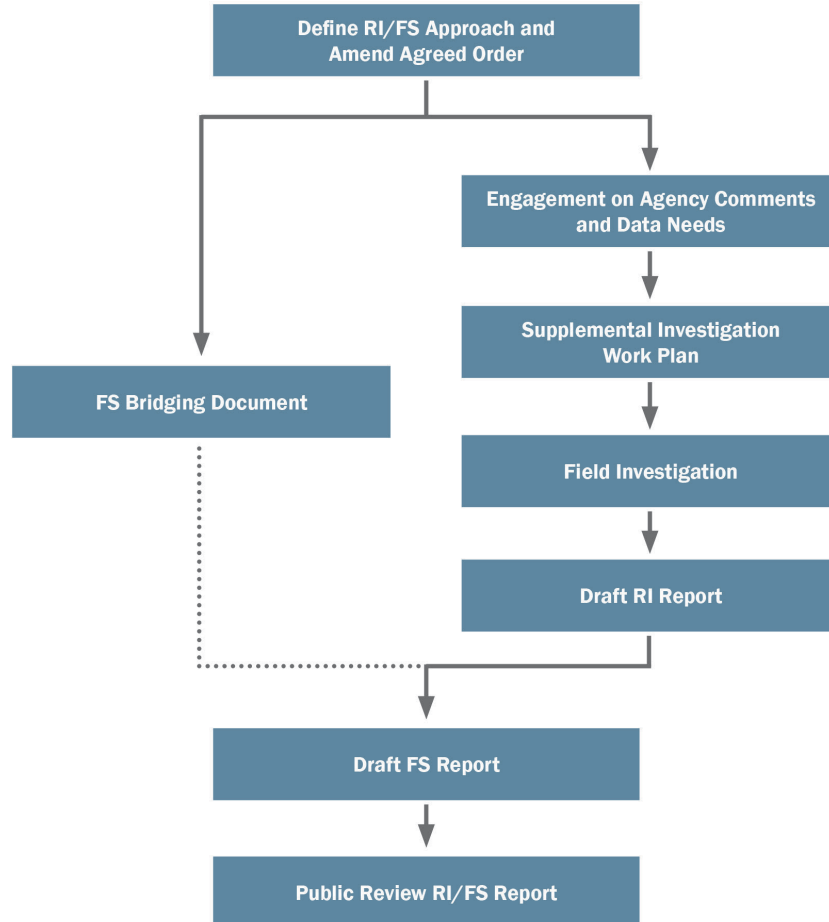 Define RI/FS Approach and
Amend Agreed Order
Engagement on Agency Comments
and Data Needs
Supplemental Investigation
Work Plan
FS Bridging Document
Field Investigation
Draft RI Report
Draft FS Report
Public Review RI/FS Report